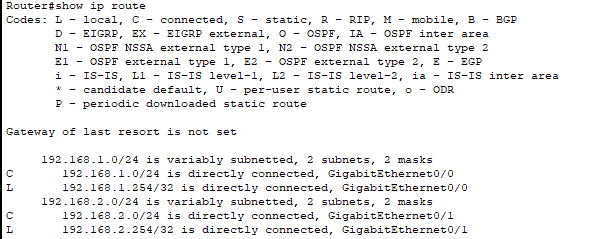 Router#show ip route
Codes: L - local, C - connected, S - static, R - RIP, M - mobile, B - BGP
D - EIGRP, EX - EIGRP external, O - OSPF, IA - OSPF inter area
N1 - OSPF NSSA external type 1, N2 - OSPF NSSA external type 2
E1 - OSPF external type 1, E2 - OSPF external type 2, E - EGP
i - IS-IS, L1 - IS-IS level-1, L2 - IS-IS level-2, ia - IS-IS inter area
* - candidate default, U - per-user static route, o - ODR
P - periodic downloaded static route
Gateway of last resort is not set
192.168.1.0/24 is variably subnetted, 2 subnets, 2 masks
C 192.168.1.0/24 is directly connected, GigabitEthernet0/0
L 192.168.1.254/32 is directly connected, GigabitEthernet0/0
192.168.2.0/24 is variably subnetted, 2 subnets, 2 masks
C 192.168.2.0/24 is directly connected, GigabitEthernet0/1
L 192.168.2.254/32 is directly connected, GigabitEthernet0/1